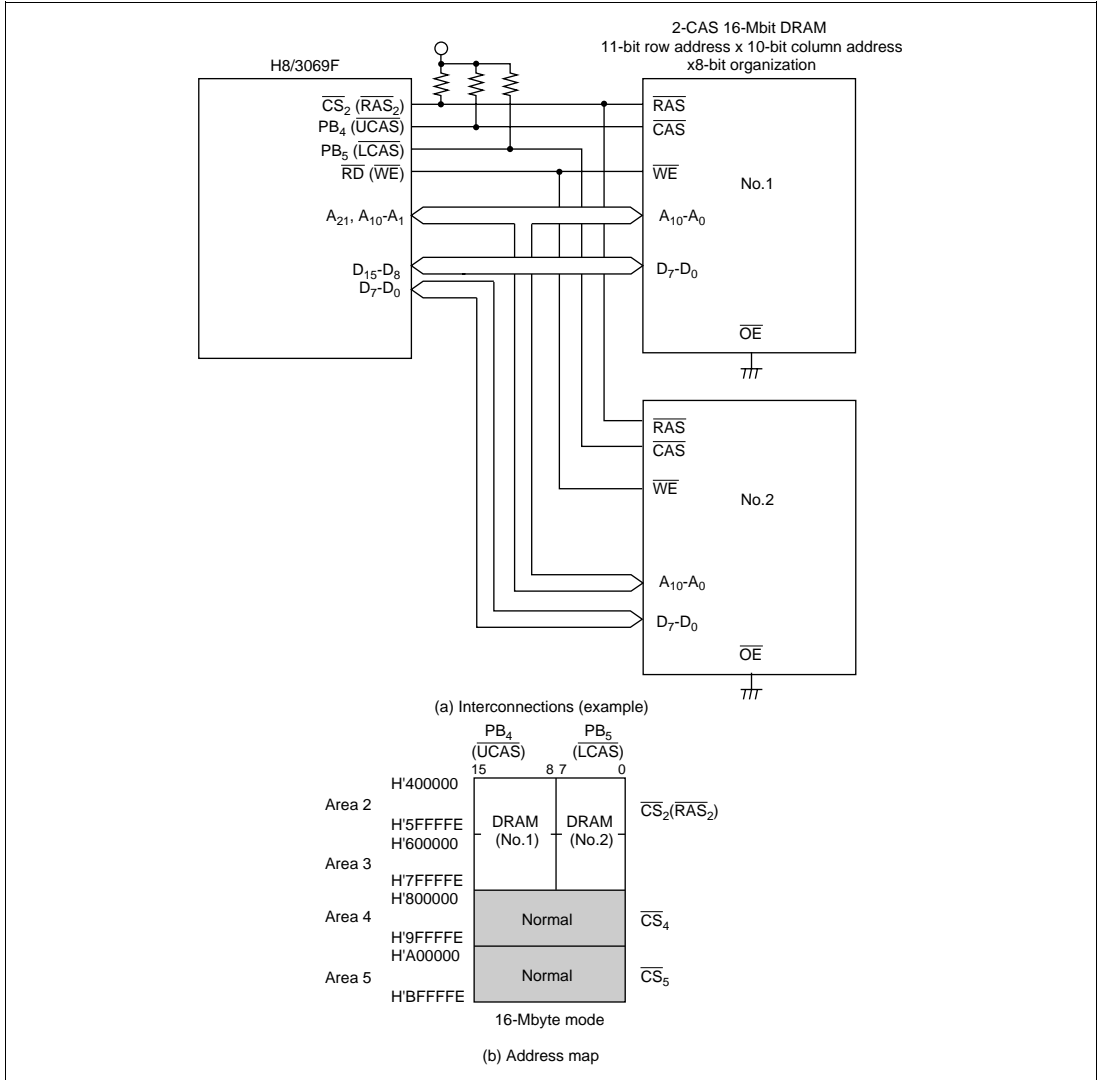 2-CAS 16-Mbit DRAM
11-bit row address x 10-bit column address
x8-bit organization
H8/3069F
CS2 (RAS2)
PB4 (UCAS)
PB5 (LCAS)
RD (WE)
A21, A10-A1
D15-D8
D7-D0
RAS
CAS
WE
No.1
A10-A0
D7-D0
OE
RAS
CAS
WE
No.2
A10-A0
D7-D0
OE
(a) Interconnections (example)
PB4 PB5
(UCAS) (LCAS)
15 8 7 0
H'400000
Area 2
CS2(RAS2)
H'5FFFFE
DRAM (No.1)
DRAM (No.2)
H'600000
Area 3
H'7FFFFE
H'800000
Area 4
Normal
CS4
H'9FFFFE
H'A00000
Area 5
Normal
CS5
H'BFFFFE
16-Mbyte mode
(b) Address map